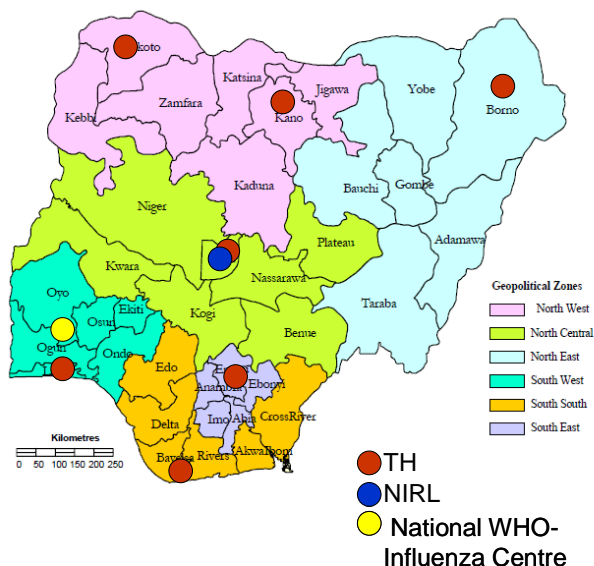 koto
Katsina
Jigawa
Yobe
Borno
Zamfara
Kebbi
Kano
Kaduna
Bauchi
Gombe
Niger
Adamawa
Plateau
Kwara
Nassarawa
Taraba
Oyo
Kogi
Benue
Osun
Ekiti
Ogun
Ondo
Edo
Anambra
Ebonyi
Imo
Abia
CrossRiver
Delta
Bayelsa
Rivers
AkwaIbom
Geopolitical Zones
North West
North Central
North East
South West
South South
South East
Kilometres
0 50 100 150 200 250
TH
NIRL
National WHO-
Influenza Centre